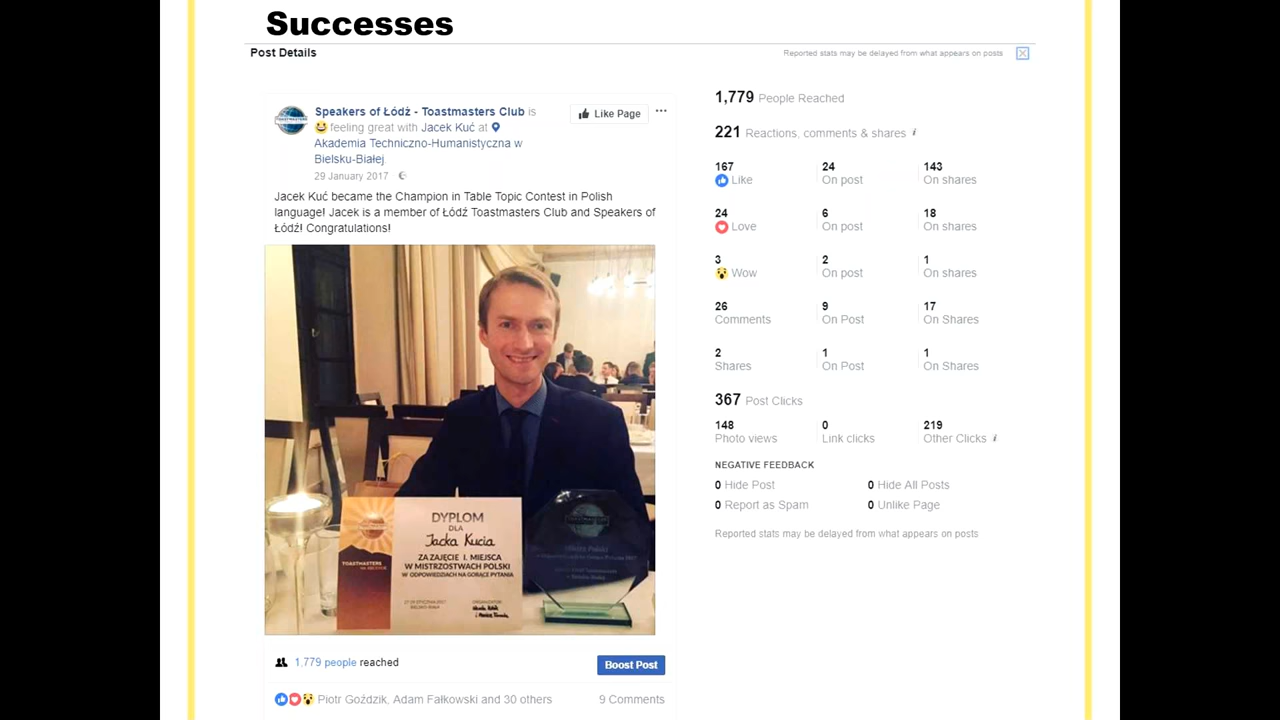 Successes
Post Details
Reported stats may be delayed from what appears on posts
Speakers of Łódź - Toastmasters Club is
feeling great with Jacek Kuć at
Akademia Techniczno-Humanistyczna w
Bielsku-Białej
29 January 2017
Like Page
Jacek Kuć became the Champion in Table Topic Contest in Polish
language! Jacek is a member of Łódź Toastmasters Club and Speakers of
Łódź! Congratulations!
DYPLOM
DLA
Jacka Kucia
ZA ZAJĘCIE I. MIEJSCA
W MISTRZOSTWACH POLSKI
W ODPOWIEDZIACH NA GORĄCE PYTANIA
TOASTMASTERS
BIELSKO-BIAŁA
1,779 people reached
Boost Post
Piotr Goździk, Adam Fałkowski and 30 others
9 Comments
1,779 People Reached
221 Reactions, comments & shares
167 24 143
Like On post On shares
24 6 18
Love On post On shares
3 2 1
Wow On post On shares
26 9 17
Comments On Post On Shares
2 1 1
Shares On Post On Shares
367 Post Clicks
148 0 219
Photo views Link clicks Other Clicks
NEGATIVE FEEDBACK
0 Hide Post 0 Hide All Posts
0 Report as Spam 0 Unlike Page
Reported stats may be delayed from what appears on posts